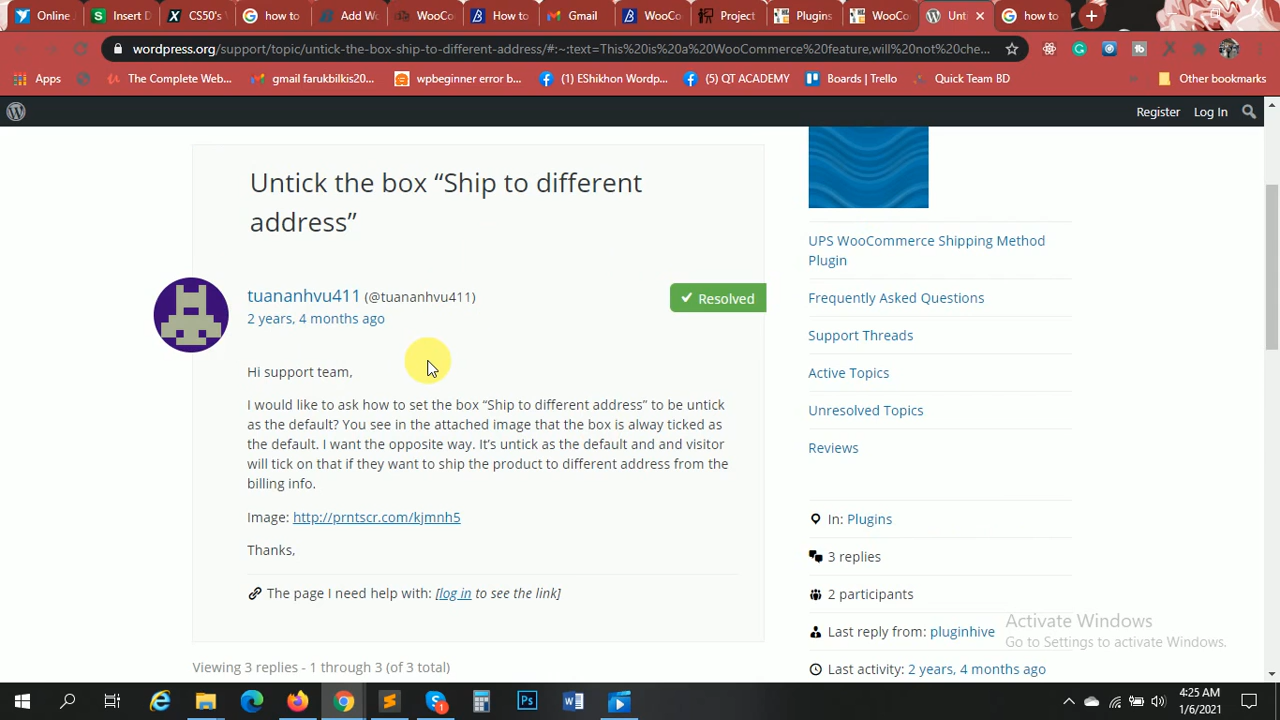 Online
Insert D
CS50's
how to
Add W
WooCo
How to
Gmail
WooCo
Project
Plugins
WooCo
Unti
how to
wordpress.org/support/topic/untick-the-box-ship-to-different-address/#:~:text=This%20is%20a%20WooCommerce%20feature,will%20not%20che...
Apps
The Complete Web...
gmail farukbilkis20...
wpbeginner error b...
(1) EShikhon Wordp...
(5) QT ACADEMY
Boards | Trello
Quick Team BD
Other bookmarks
Register
Log In
Untick the box “Ship to different
address”
tuananhvu411 (@tuananhvu411)
2 years, 4 months ago
Resolved
Hi support team,
I would like to ask how to set the box “Ship to different address” to be untick
as the default? You see in the attached image that the box is alway ticked as
the default. I want the opposite way. It’s untick as the default and and visitor
will tick on that if they want to ship the product to different address from the
billing info.
Image: http://prntscr.com/kjmnh5
Thanks,
The page I need help with: [log in to see the link]
Viewing 3 replies - 1 through 3 (of 3 total)
UPS WooCommerce Shipping Method
Plugin
Frequently Asked Questions
Support Threads
Active Topics
Unresolved Topics
Reviews
In: Plugins
3 replies
2 participants
Last reply from: pluginhive
Last activity: 2 years, 4 months ago
Activate Windows
Go to Settings to activate Windows.
4:25 AM
1/6/2021